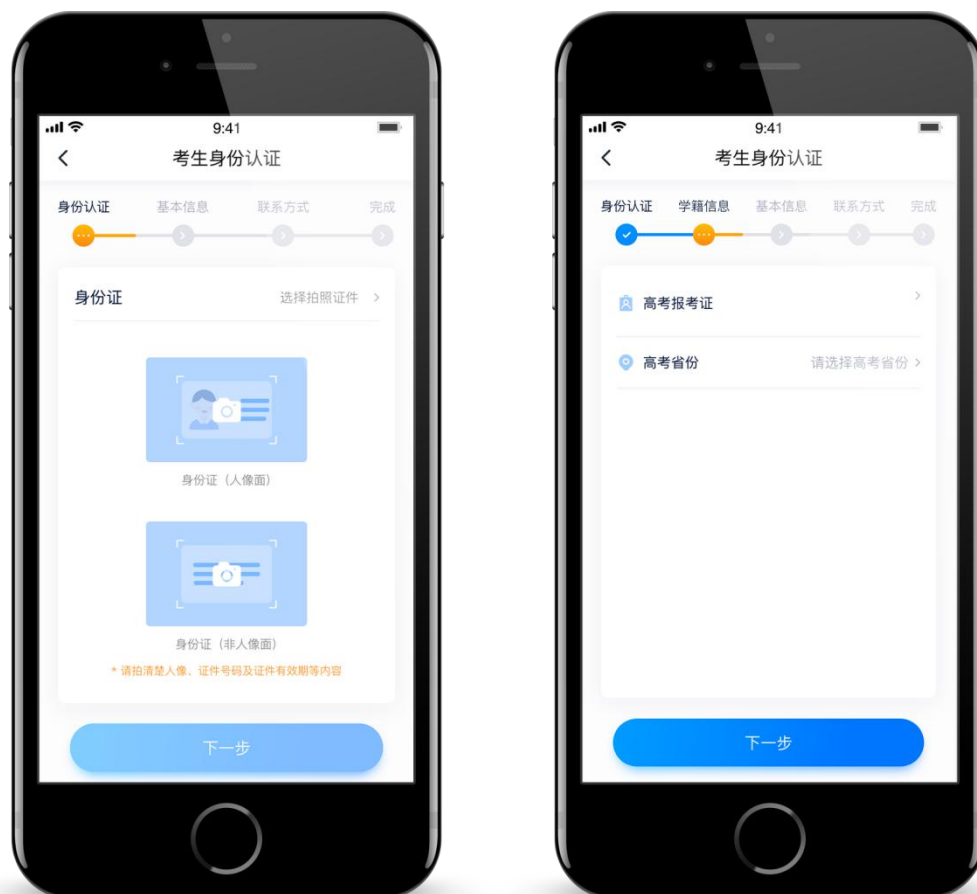 9:41
考生身份认证
身份认证 基本信息 联系方式 完成
身份证 选择拍照证件
身份证（人像面）
身份证（非人像面）
* 请拍清楚人像、证件号码及证件有效期等内容
下一步
9:41
考生身份认证
身份认证 学籍信息 基本信息 联系方式 完成
高考报考证
高考省份 请选择高考省份
下一步